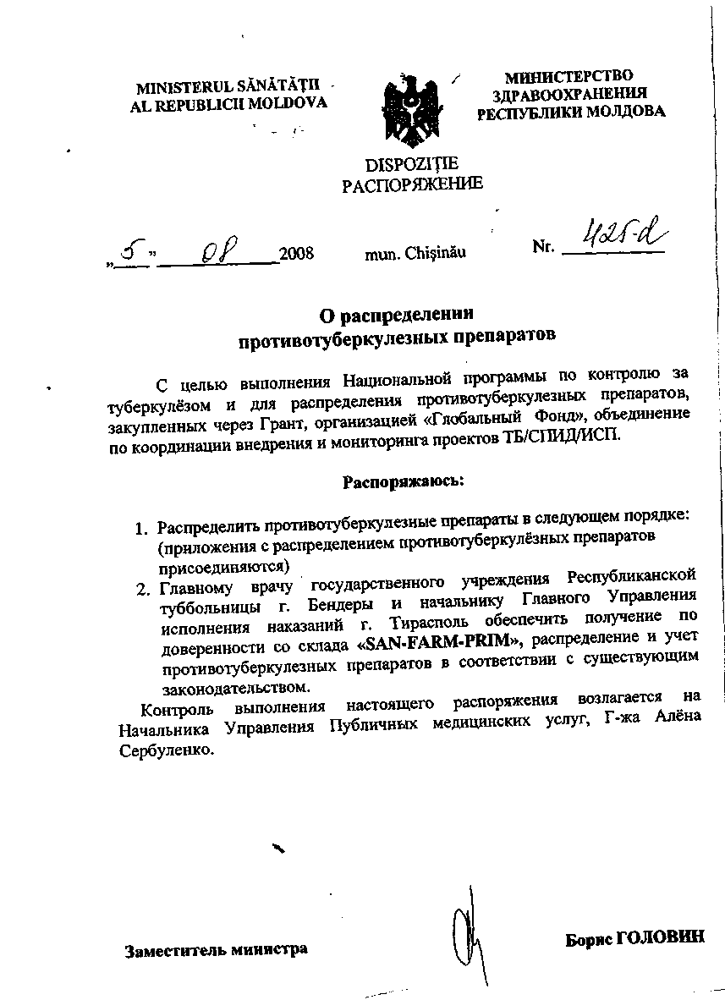 MINISTERUL SĂNĂTĂŢII
AL REPUBLICII MOLDOVA
МИНИСТЕРСТВО
ЗДРАВООХРАНЕНИЯ
РЕСПУБЛИКИ МОЛДОВА
DISPOZIŢIE
РАСПОРЯЖЕНИЕ
„ 5 ” 08 2008 mun. Chişinău Nr. 425-d
О распределении
противотуберкулезных препаратов
С целью выполнения Национальной программы по контролю за
туберкулёзом и для распределения противотуберкулезных препаратов,
закупленных через Грант, организацией «Глобальный Фонд», объединение
по координации внедрения и мониторинга проектов ТБ/СПИД/ИСП.
Распоряжаюсь:
1. Распределить противотуберкулезные препараты в следующем порядке:
(приложения с распределением противотуберкулёзных препаратов
присоединяются)
2. Главному врачу государственного учреждения Республиканской
туббольницы г. Бендеры и начальнику Главного Управления
исполнения наказаний г. Тирасполь обеспечить получение по
доверенности со склада «SAN-FARM-PRIM», распределение и учет
противотуберкулезных препаратов в соответствии с существующим
законодательством.
Контроль выполнения настоящего распоряжения возлагается на
Начальника Управления Публичных медицинских услуг, Г-жа Алёна
Сербуленко.
Заместитель министра Борис ГОЛОВИН